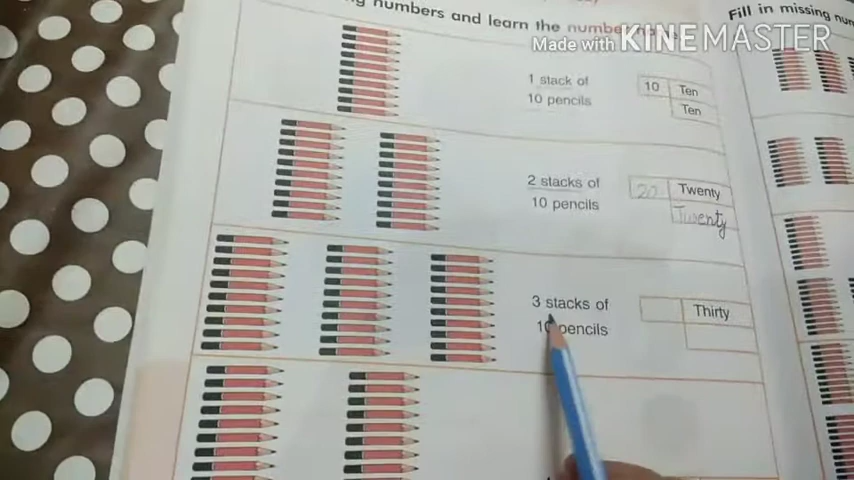 numbers and learn the number
Fill in missing num
Made with KINEMASTER
1 stack of
10 pencils
10 Ten
Ten
2 stacks of
10 pencils
20 Twenty
Twenty
3 stacks of
10 pencils
Thirty